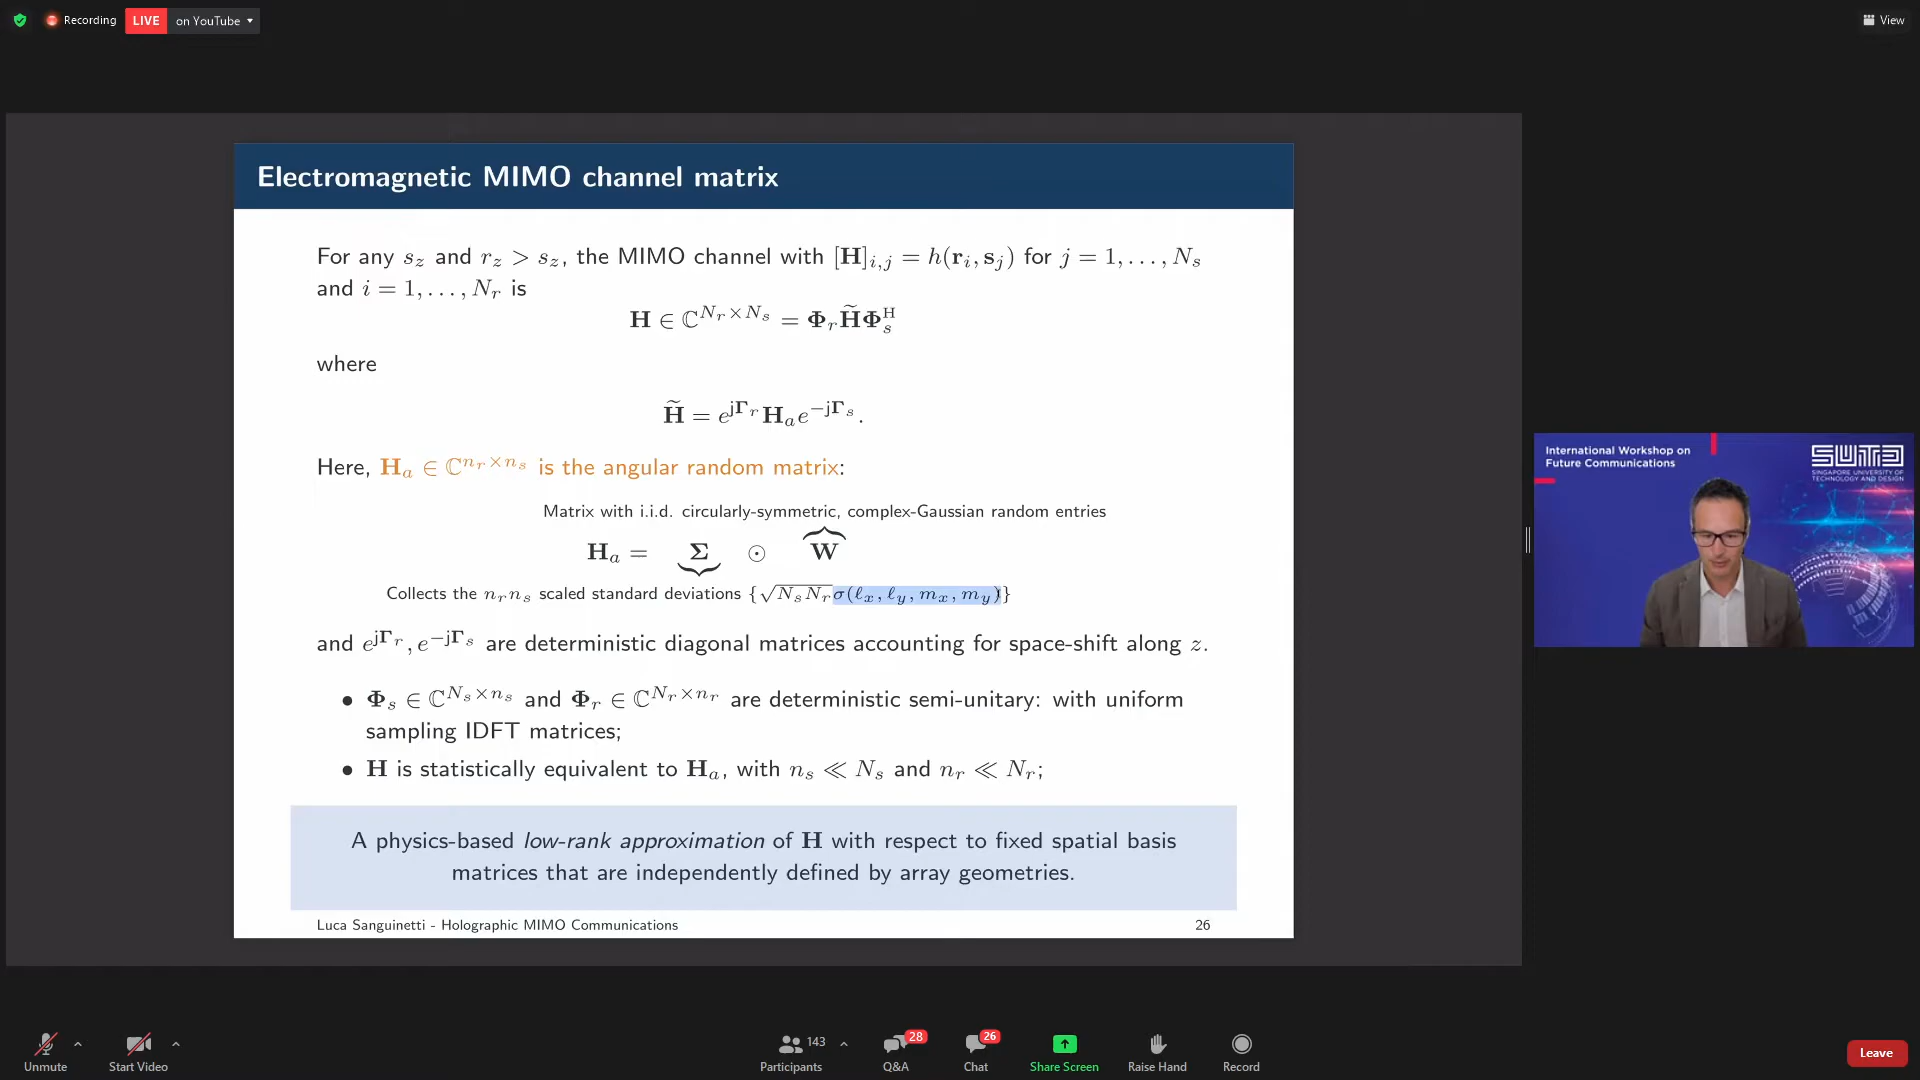 Recording
LIVE on YouTube
View
Electromagnetic MIMO channel matrix
For any s_z and r_z > s_z, the MIMO channel with [H]_{i,j} = h(r_i, s_j) for j = 1, . . . , N_s
and i = 1, . . . , N_r is
H ∈ ℂ^{N_r×N_s} = Φ_r H̃ Φ_s^H
where
H̃ = e^{jΓ_r} H_a e^{−jΓ_s}.
Here, H_a ∈ ℂ^{n_r×n_s} is the angular random matrix:
Matrix with i.i.d. circularly-symmetric, complex-Gaussian random entries
H_a = Σ ⊙ W
Collects the n_r n_s scaled standard deviations {√N_s N_r σ(ℓ_x, ℓ_y, m_x, m_y)}
and e^{jΓ_r}, e^{−jΓ_s} are deterministic diagonal matrices accounting for space-shift along z.
• Φ_s ∈ ℂ^{N_s×n_s} and Φ_r ∈ ℂ^{N_r×n_r} are deterministic semi-unitary: with uniform
sampling IDFT matrices;
• H is statistically equivalent to H_a, with n_s ≪ N_s and n_r ≪ N_r;
A physics-based low-rank approximation of H with respect to fixed spatial basis
matrices that are independently defined by array geometries.
Luca Sanguinetti - Holographic MIMO Communications 26
International Workshop on
Future Communications
SUTD
SINGAPORE UNIVERSITY OF
TECHNOLOGY AND DESIGN
Unmute
Start Video
143
Participants
28
Q&A
26
Chat
Share Screen
Raise Hand
Record
Leave